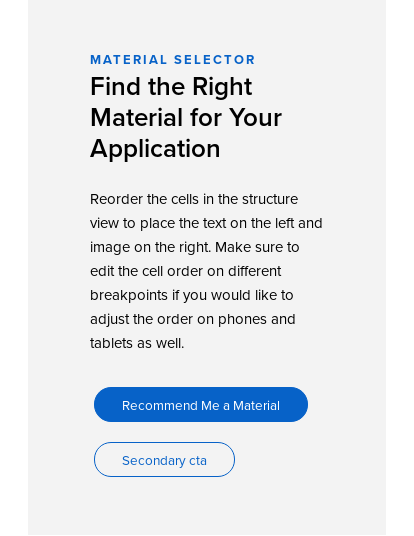 MATERIAL SELECTOR
Find the Right
Material for Your
Application
Reorder the cells in the structure
view to place the text on the left and
image on the right. Make sure to
edit the cell order on different
breakpoints if you would like to
adjust the order on phones and
tablets as well.
Recommend Me a Material
Secondary cta